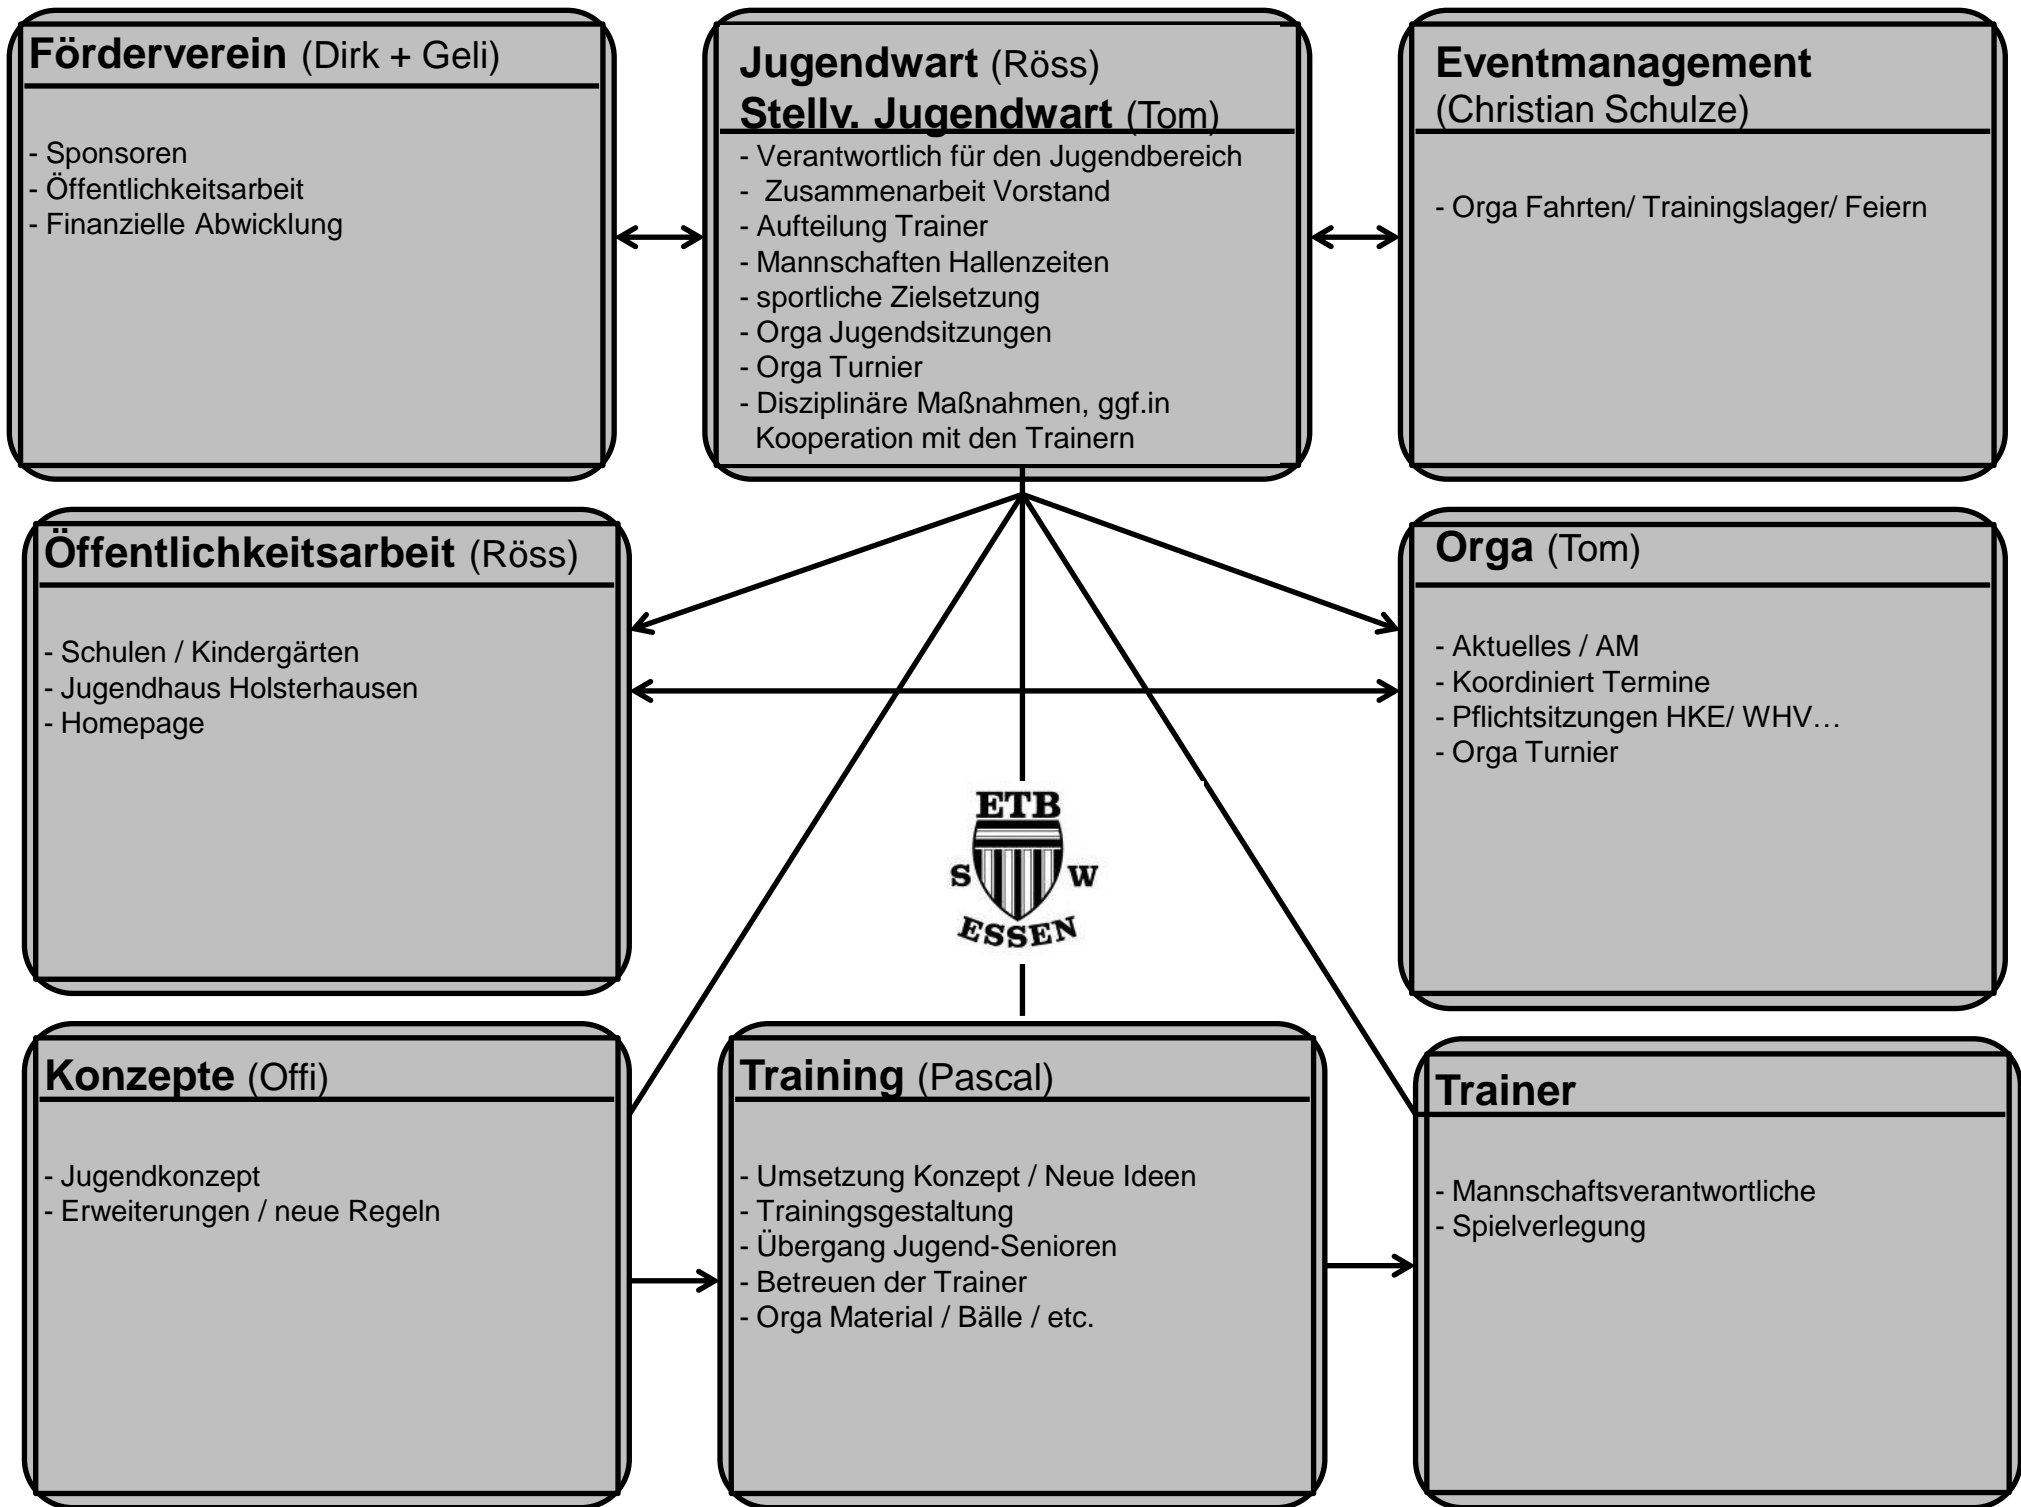 Förderverein (Dirk + Geli)
- Sponsoren
- Öffentlichkeitsarbeit
- Finanzielle Abwicklung
Jugendwart (Röss)
Stellv. Jugendwart (Tom)
- Verantwortlich für den Jugendbereich
- Zusammenarbeit Vorstand
- Aufteilung Trainer
- Mannschaften Hallenzeiten
- sportliche Zielsetzung
- Orga Jugendsitzungen
- Orga Turnier
- Disziplinäre Maßnahmen, ggf.in
Kooperation mit den Trainern
Eventmanagement
(Christian Schulze)
- Orga Fahrten/ Trainingslager/ Feiern
Öffentlichkeitsarbeit (Röss)
- Schulen / Kindergärten
- Jugendhaus Holsterhausen
- Homepage
Orga (Tom)
- Aktuelles / AM
- Koordiniert Termine
- Pflichtsitzungen HKE/ WHV…
- Orga Turnier
ETB
S W
ESSEN
Konzepte (Offi)
- Jugendkonzept
- Erweiterungen / neue Regeln
Training (Pascal)
- Umsetzung Konzept / Neue Ideen
- Trainingsgestaltung
- Übergang Jugend-Senioren
- Betreuen der Trainer
- Orga Material / Bälle / etc.
Trainer
- Mannschaftsverantwortliche
- Spielverlegung